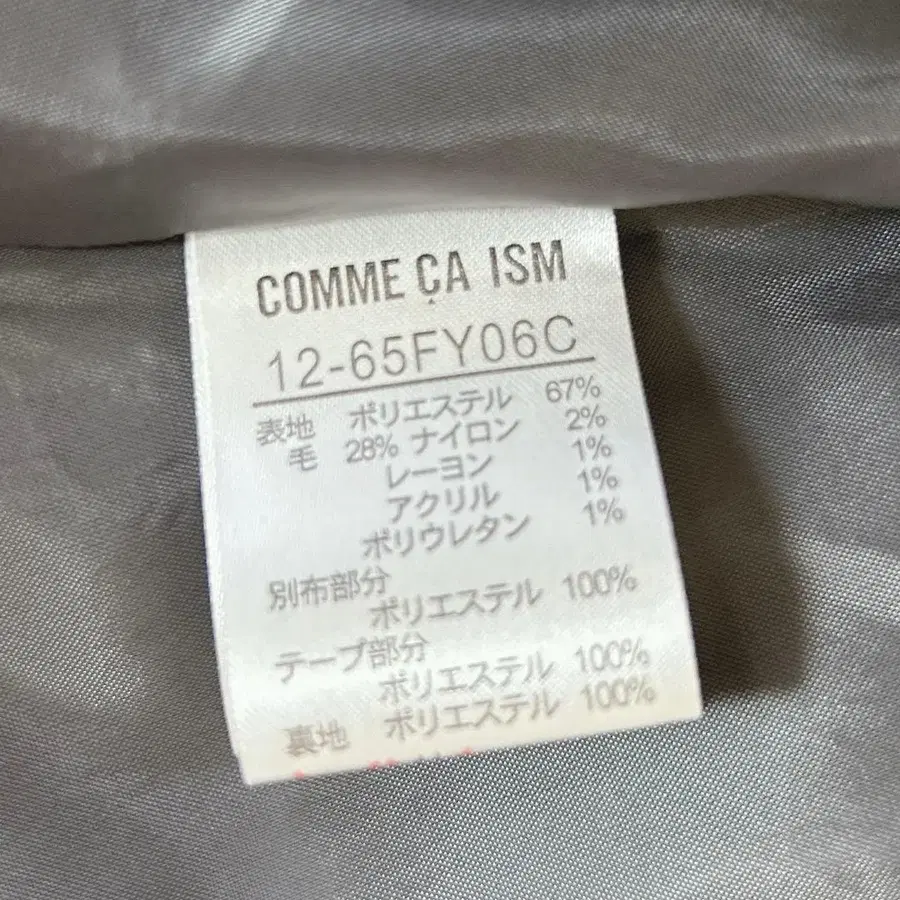 COMME ÇA ISM
12-65FY06C
表地 ポリエステル 67%
毛 28% ナイロン 2%
レーヨン 1%
アクリル 1%
ポリウレタン 1%
別布部分
ポリエステル 100%
テープ部分
ポリエステル 100%
裏地 ポリエステル 100%